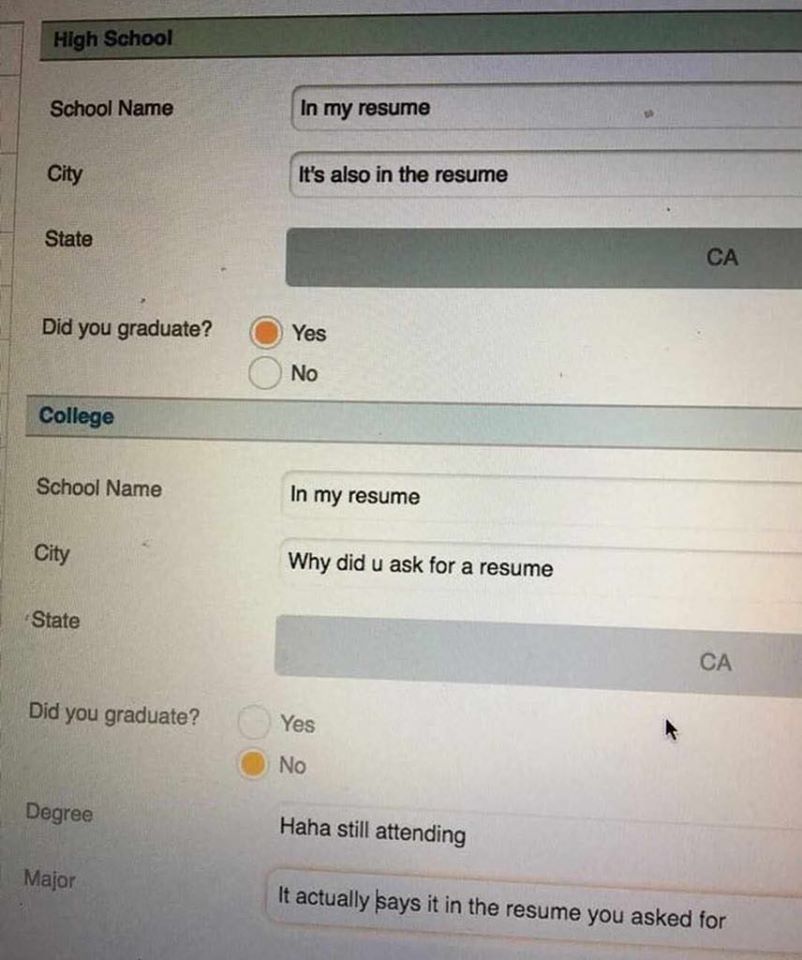 High School
School Name In my resume
City It's also in the resume
State CA
Did you graduate? Yes
No
College
School Name In my resume
City Why did u ask for a resume
State CA
Did you graduate? Yes
No
Degree Haha still attending
Major It actually says it in the resume you asked for